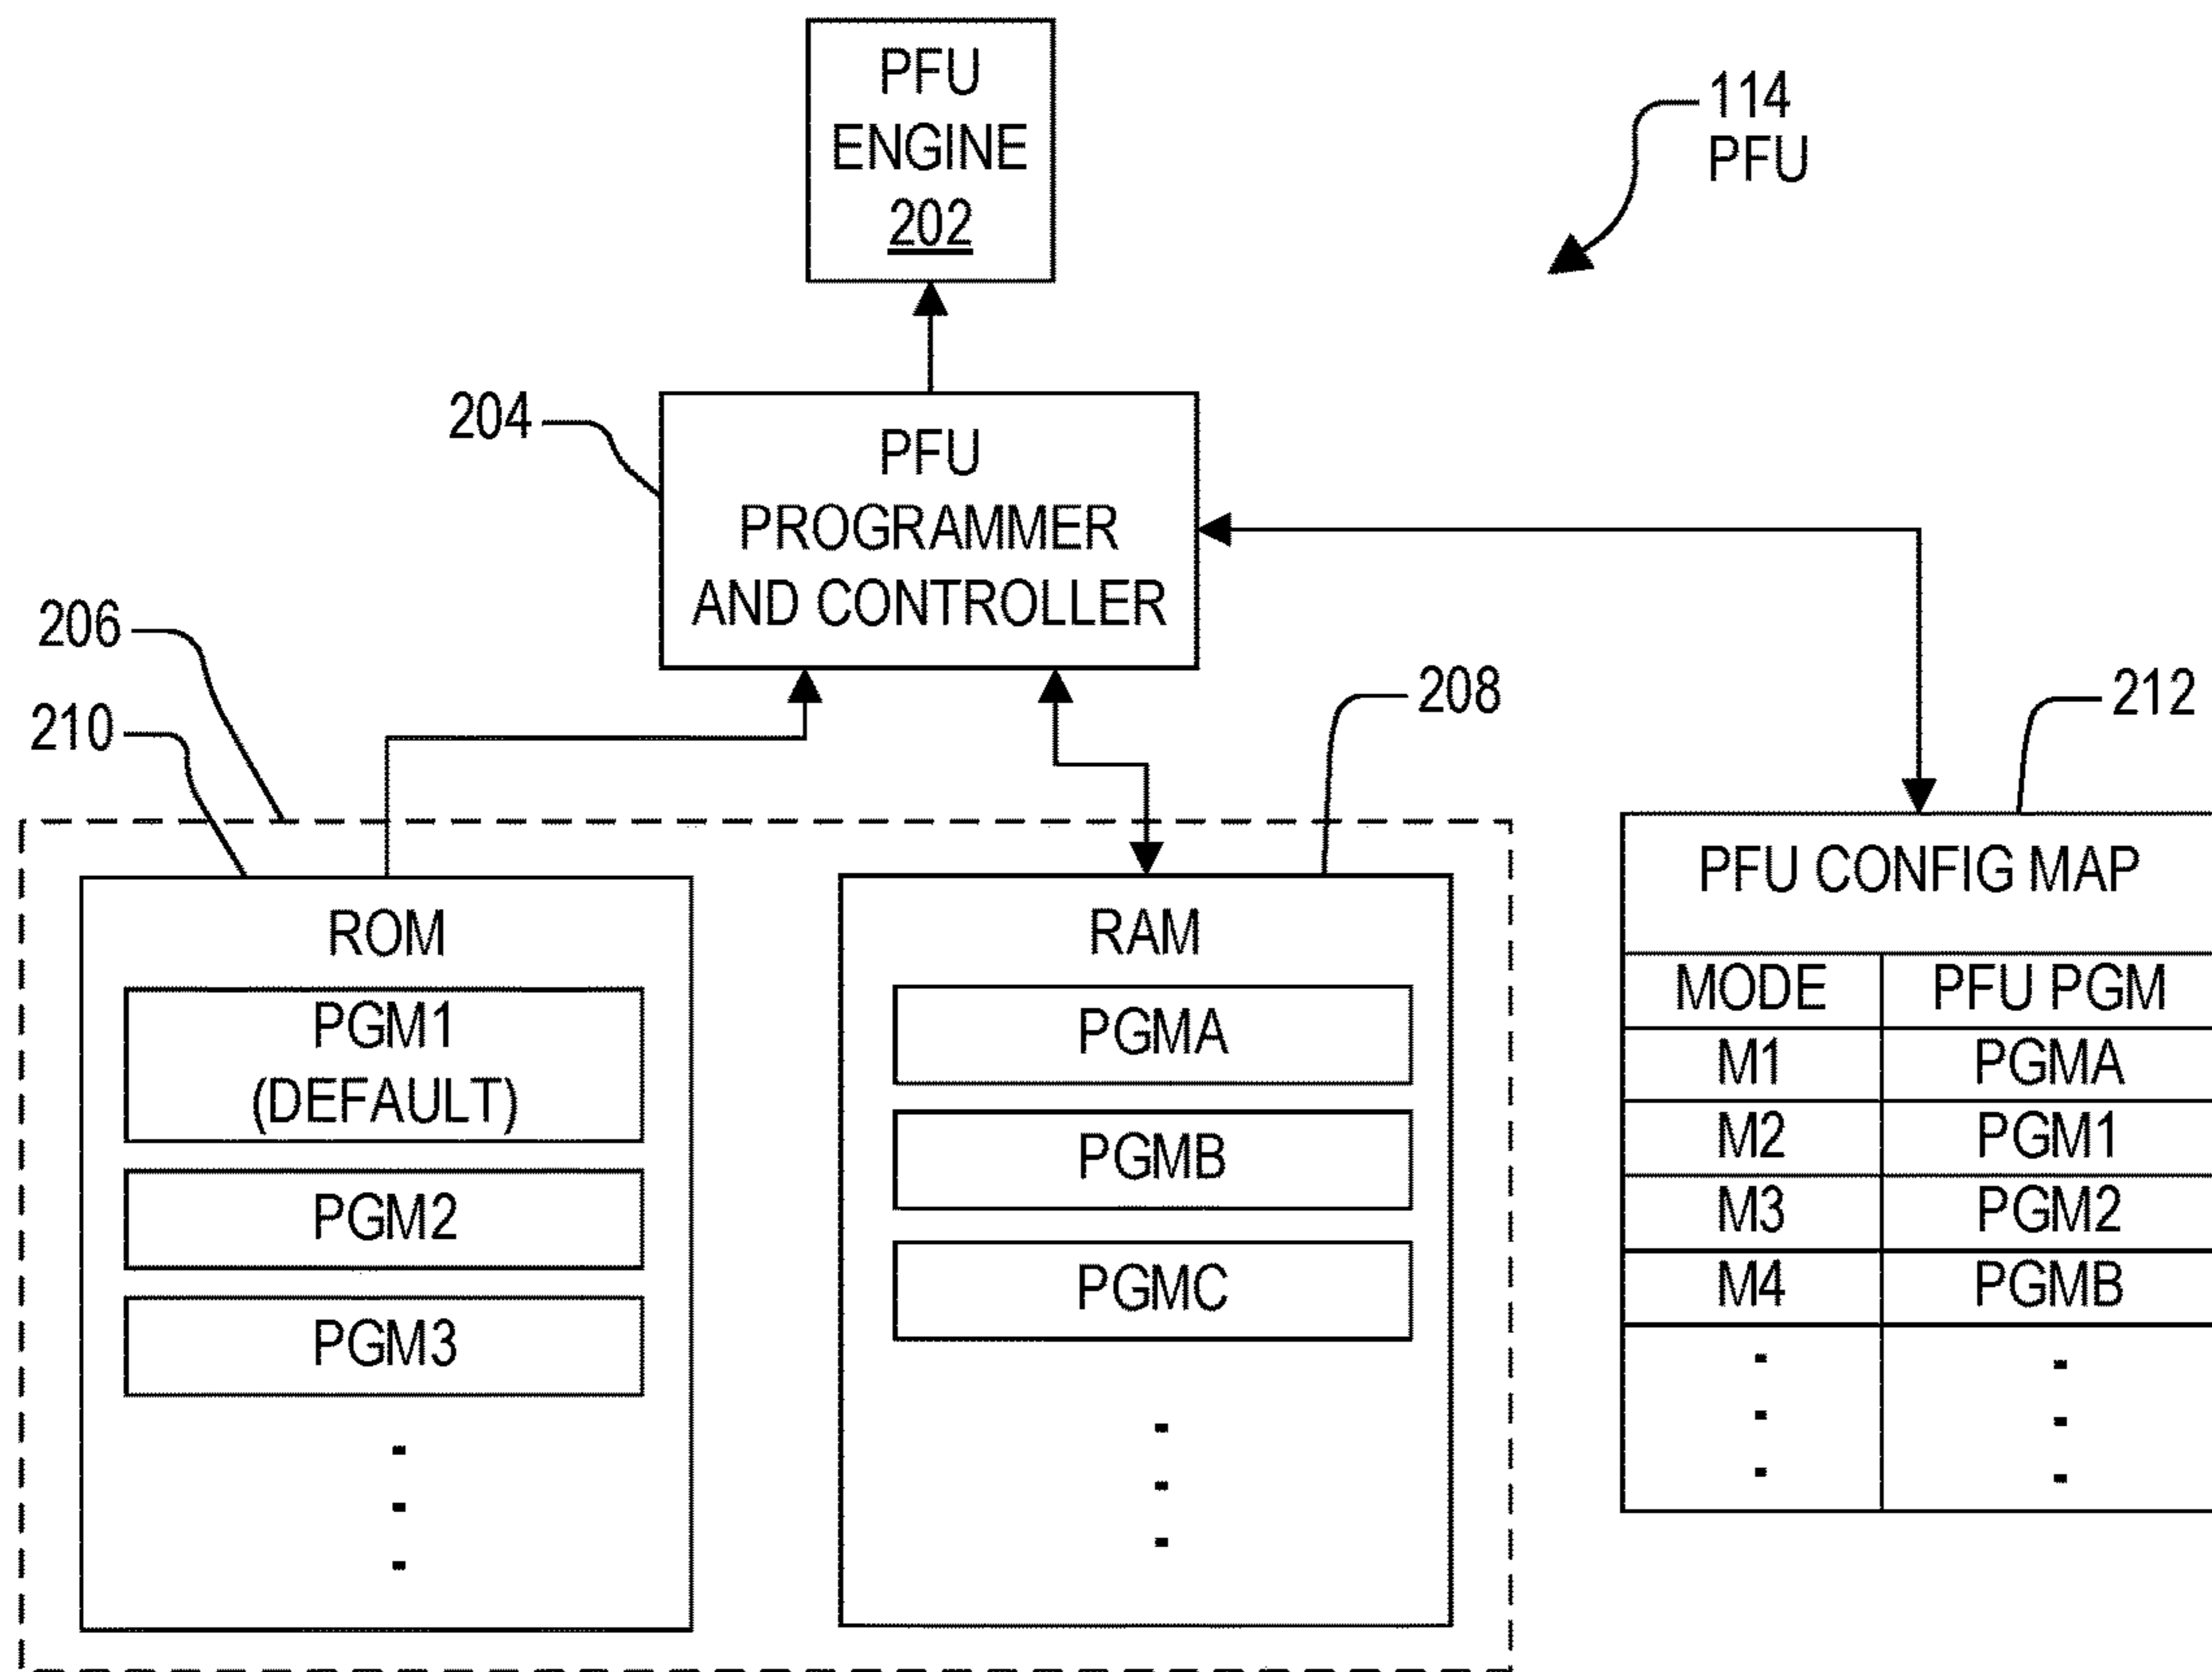 PFU
ENGINE
202
114
PFU
204
PFU
PROGRAMMER
AND CONTROLLER
206
210
208
212
ROM
PGM1
(DEFAULT)
PGM2
PGM3
RAM
PGMA
PGMB
PGMC
PFU CONFIG MAP
MODE PFU PGM
M1 PGMA
M2 PGM1
M3 PGM2
M4 PGMB